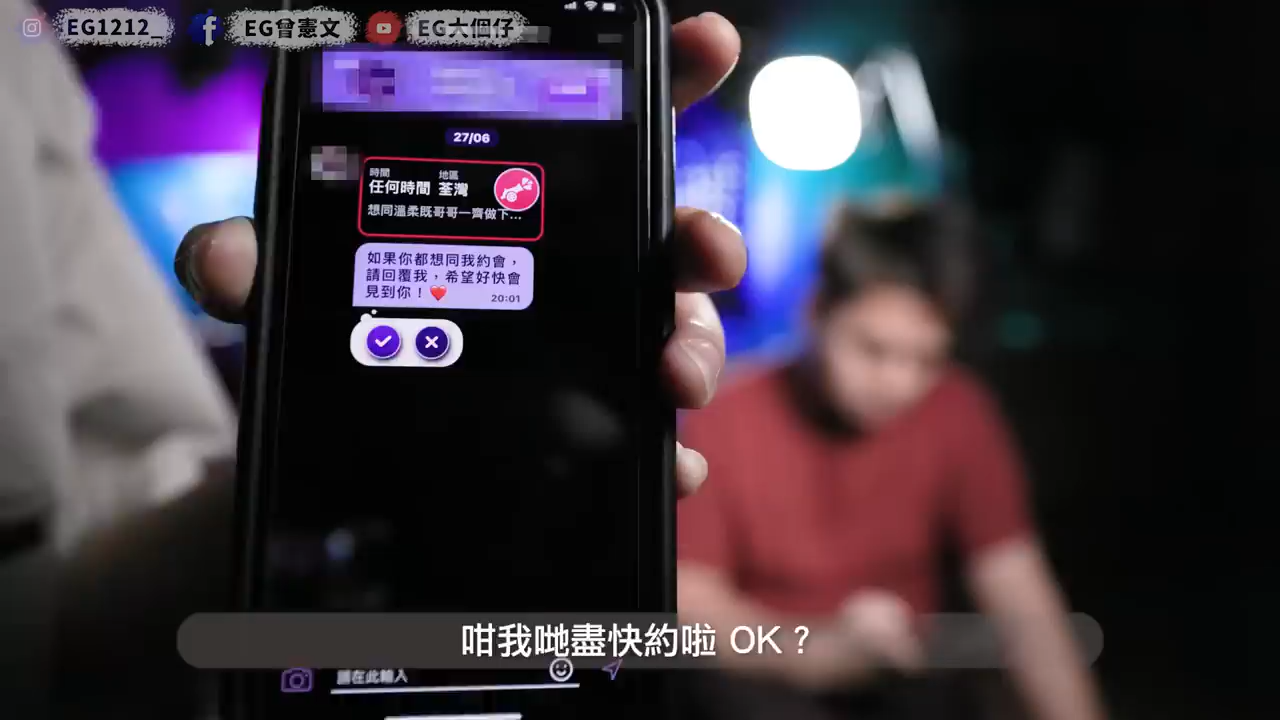 EG1212_
EG曾憲文
EG大個仔
27/06
時間
地區
任何時間
荃灣
想同溫柔既哥哥一齊做下...
如果你都想同我約會，
請回覆我，希望好快會
見到你！❤️
20:01
咁我哋盡快約啦 OK？
請在此輸入